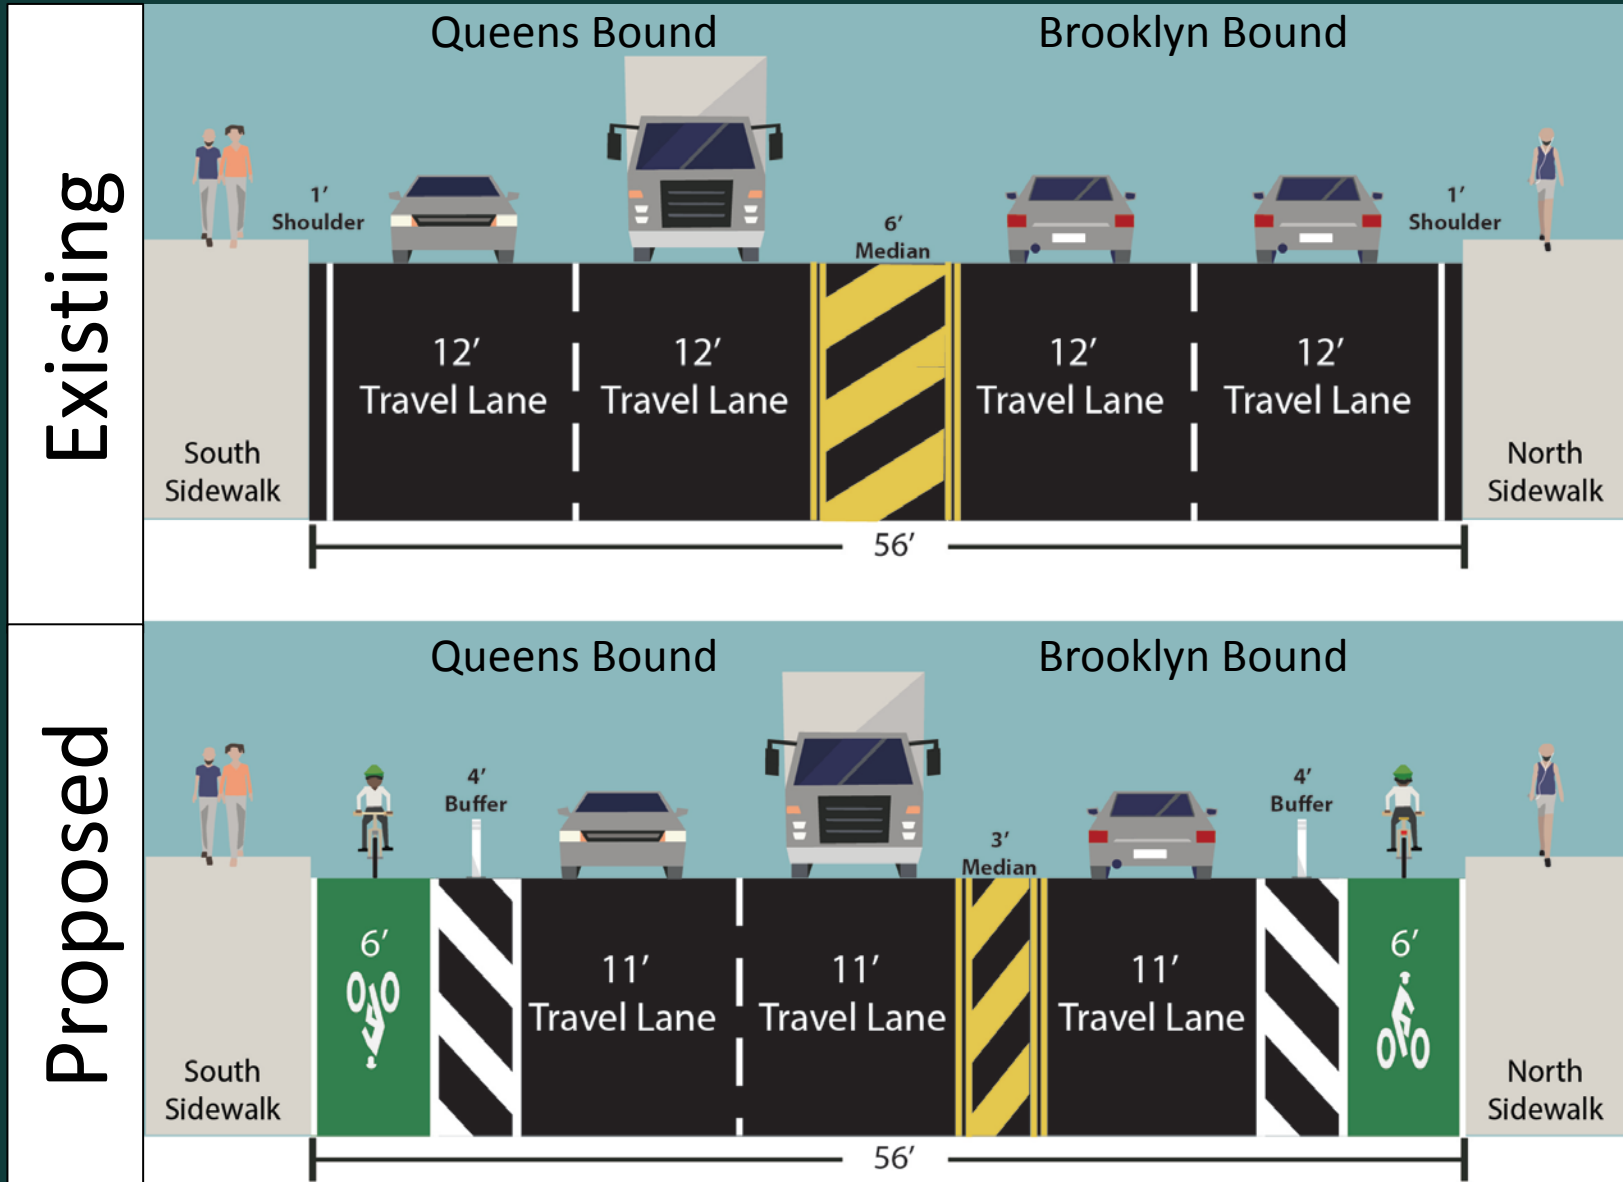 Existing
Queens Bound
Brooklyn Bound
1’
Shoulder
6’
Median
1’
Shoulder
12’
Travel Lane
12’
Travel Lane
12’
Travel Lane
12’
Travel Lane
South
Sidewalk
North
Sidewalk
56’
Proposed
Queens Bound
Brooklyn Bound
4’
Buffer
3’
Median
4’
Buffer
6’
11’
Travel Lane
11’
Travel Lane
11’
Travel Lane
6’
South
Sidewalk
North
Sidewalk
56’